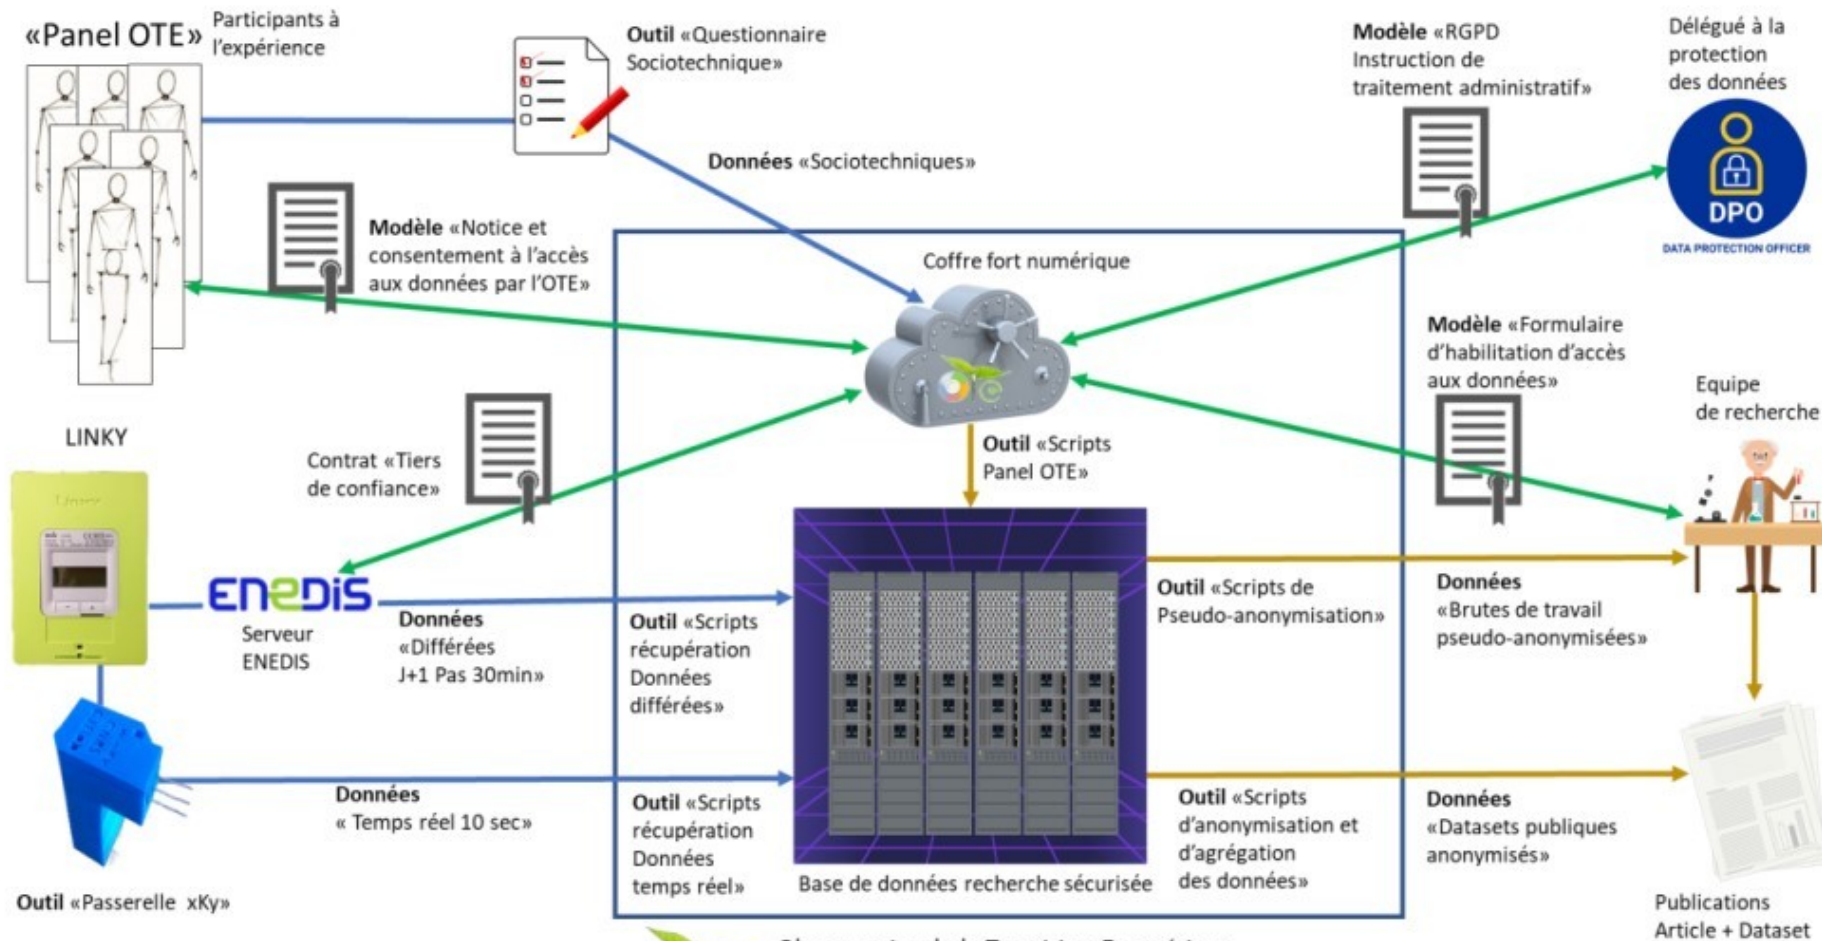 «Panel OTE»
Participants à
l'expérience
Outil «Questionnaire
Sociotechnique»
Données «Sociotechniques»
Modèle «RGPD
Instruction de
traitement administratif»
Délégué à la
protection
des données
DPO
DATA PROTECTION OFFICER
Modèle «Notice et
consentement à l'accès
aux données par l'OTE»
Coffre fort numérique
Modèle «Formulaire
d'habilitation d'accès
aux données»
Equipe
de recherche
LINKY
Linky
Contrat «Tiers
de confiance»
Outil «Scripts
Panel OTE»
ENEDIS
Serveur
ENEDIS
Données
«Différées
J+1 Pas 30min»
Outil «Scripts
récupération
Données
différées»
Outil «Scripts de
Pseudo-anonymisation»
Données
«Brutes de travail
pseudo-anonymisées»
Données
« Temps réel 10 sec»
Outil «Scripts
récupération
Données
temps réel»
Outil «Scripts
d'anonymisation et
d'agrégation
des données»
Données
«Datasets publiques
anonymisés»
Base de données recherche sécurisée
Outil «Passerelle xKy»
Publications
Article + Dataset